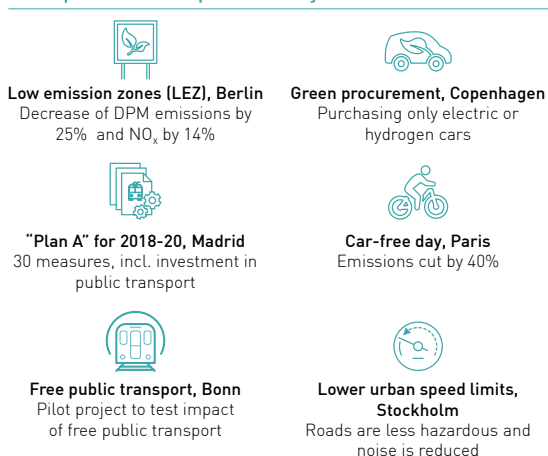 Low emission zones (LEZ), Berlin
Decrease of DPM emissions by
25% and NOx by 14%
Green procurement, Copenhagen
Purchasing only electric or
hydrogen cars
“Plan A” for 2018-20, Madrid
30 measures, incl. investment in
public transport
Car-free day, Paris
Emissions cut by 40%
Free public transport, Bonn
Pilot project to test impact
of free public transport
Lower urban speed limits,
Stockholm
Roads are less hazardous and
noise is reduced